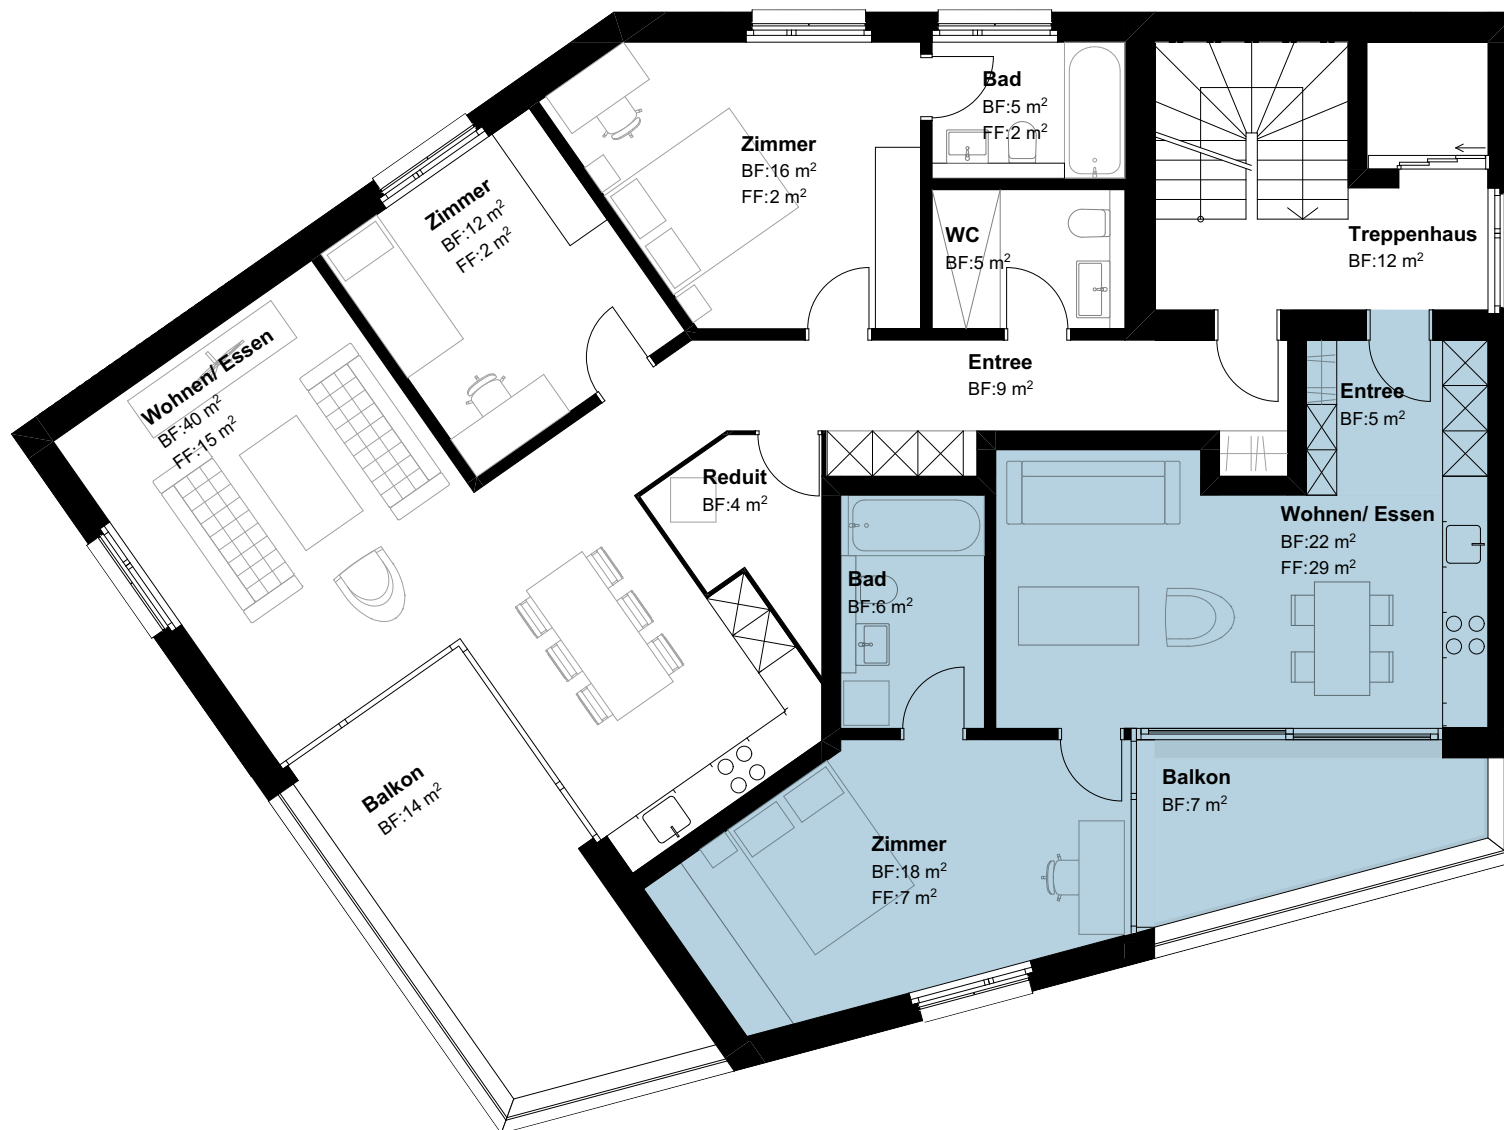 Bad
BF:5 m²
FF:2 m²
Zimmer
BF:16 m²
FF:2 m²
Zimmer
BF:12 m²
FF:2 m²
WC
BF:5 m²
Treppenhaus
BF:12 m²
Wohnen/ Essen
BF:40 m²
FF:15 m²
Entree
BF:9 m²
Entree
BF:5 m²
Reduit
BF:4 m²
Wohnen/ Essen
BF:22 m²
FF:29 m²
Bad
BF:6 m²
Balkon
BF:14 m²
Balkon
BF:7 m²
Zimmer
BF:18 m²
FF:7 m²